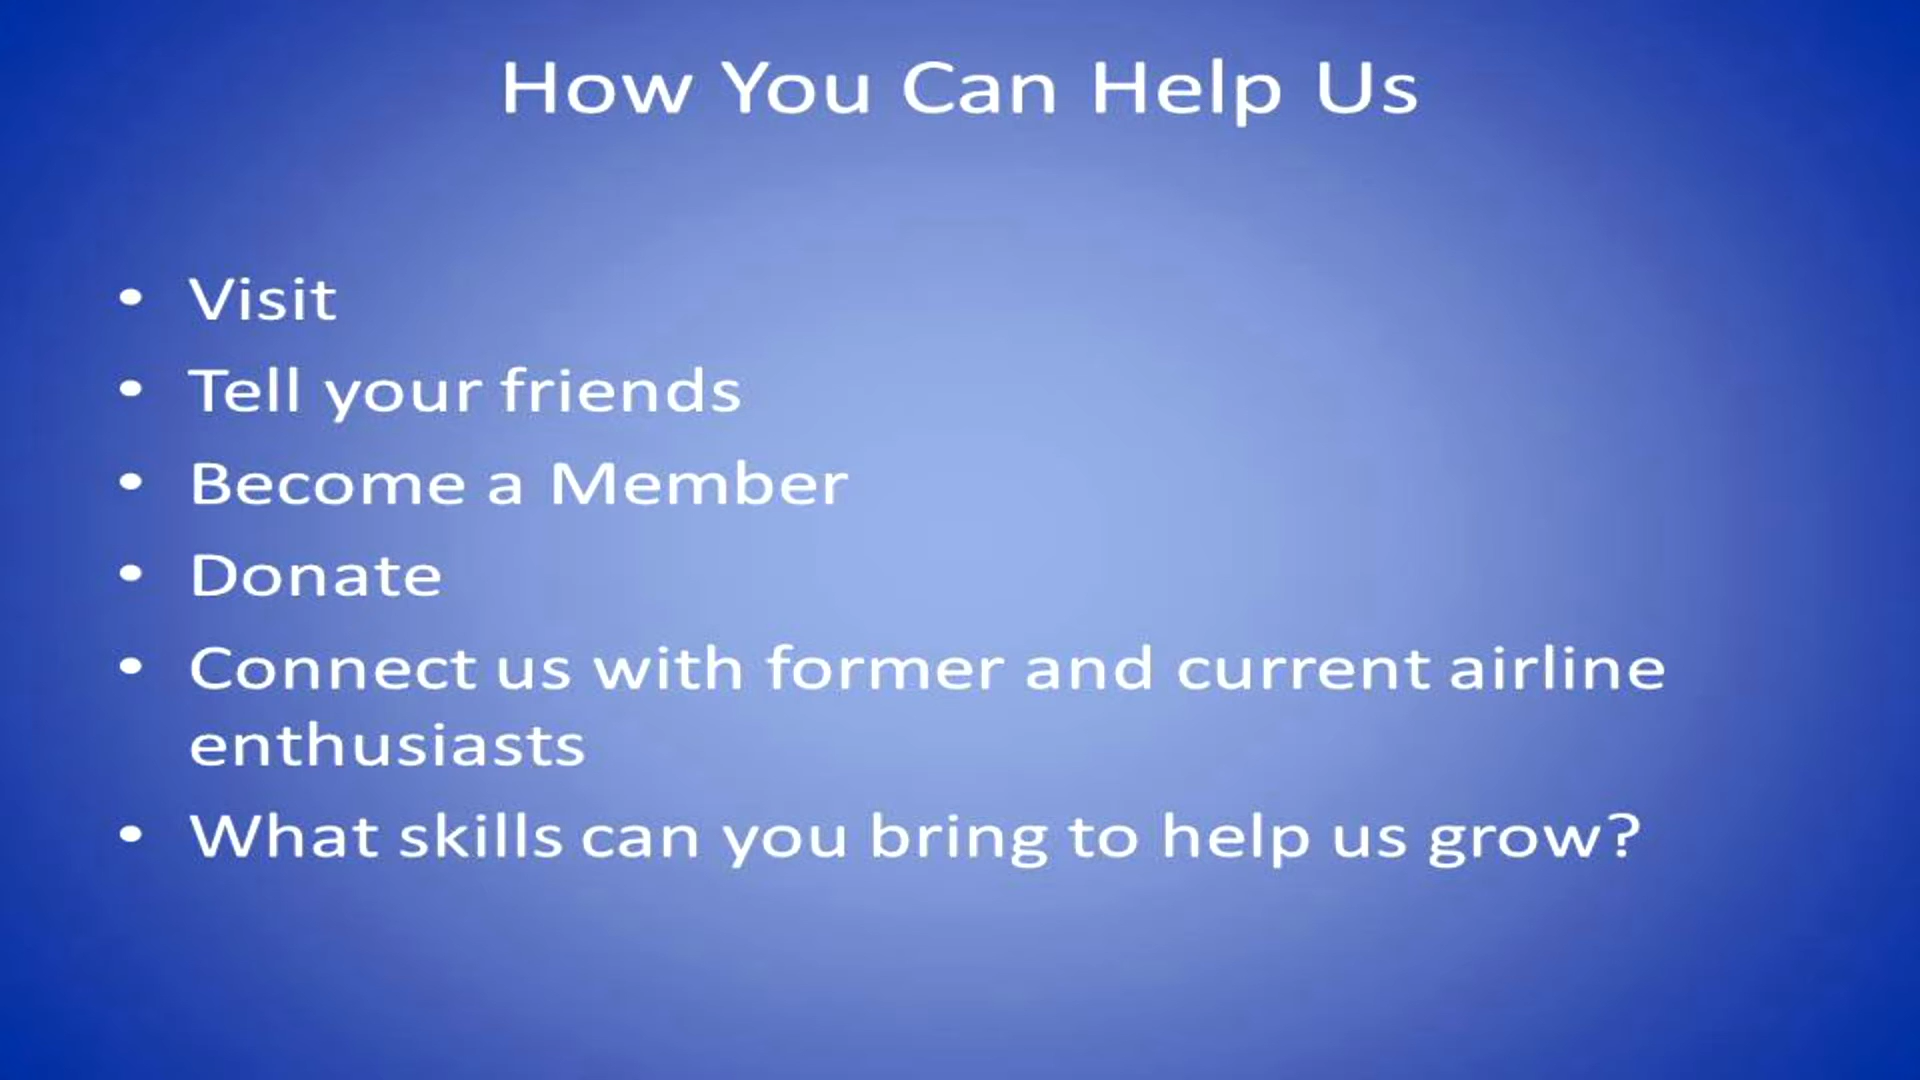 How You Can Help Us
• Visit
• Tell your friends
• Become a Member
• Donate
• Connect us with former and current airline
enthusiasts
• What skills can you bring to help us grow?